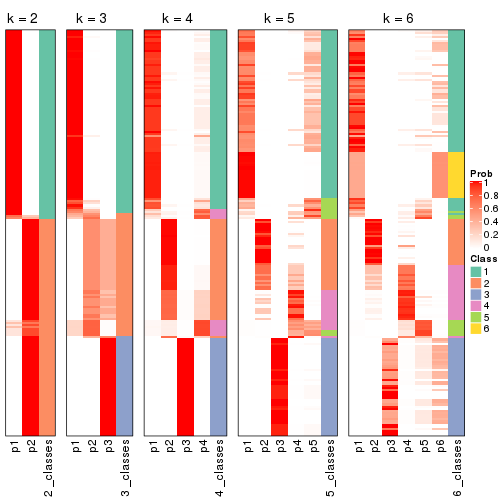 k = 2
k = 3
k = 4
k = 5
k = 6
Prob
1
0.8
0.6
0.4
0.2
0
Class
1
2
3
4
5
6
p1
p2
2_classes
p1
p2
p3
3_classes
p1
p2
p3
p4
4_classes
p1
p2
p3
p4
p5
5_classes
p1
p2
p3
p4
p5
p6
6_classes